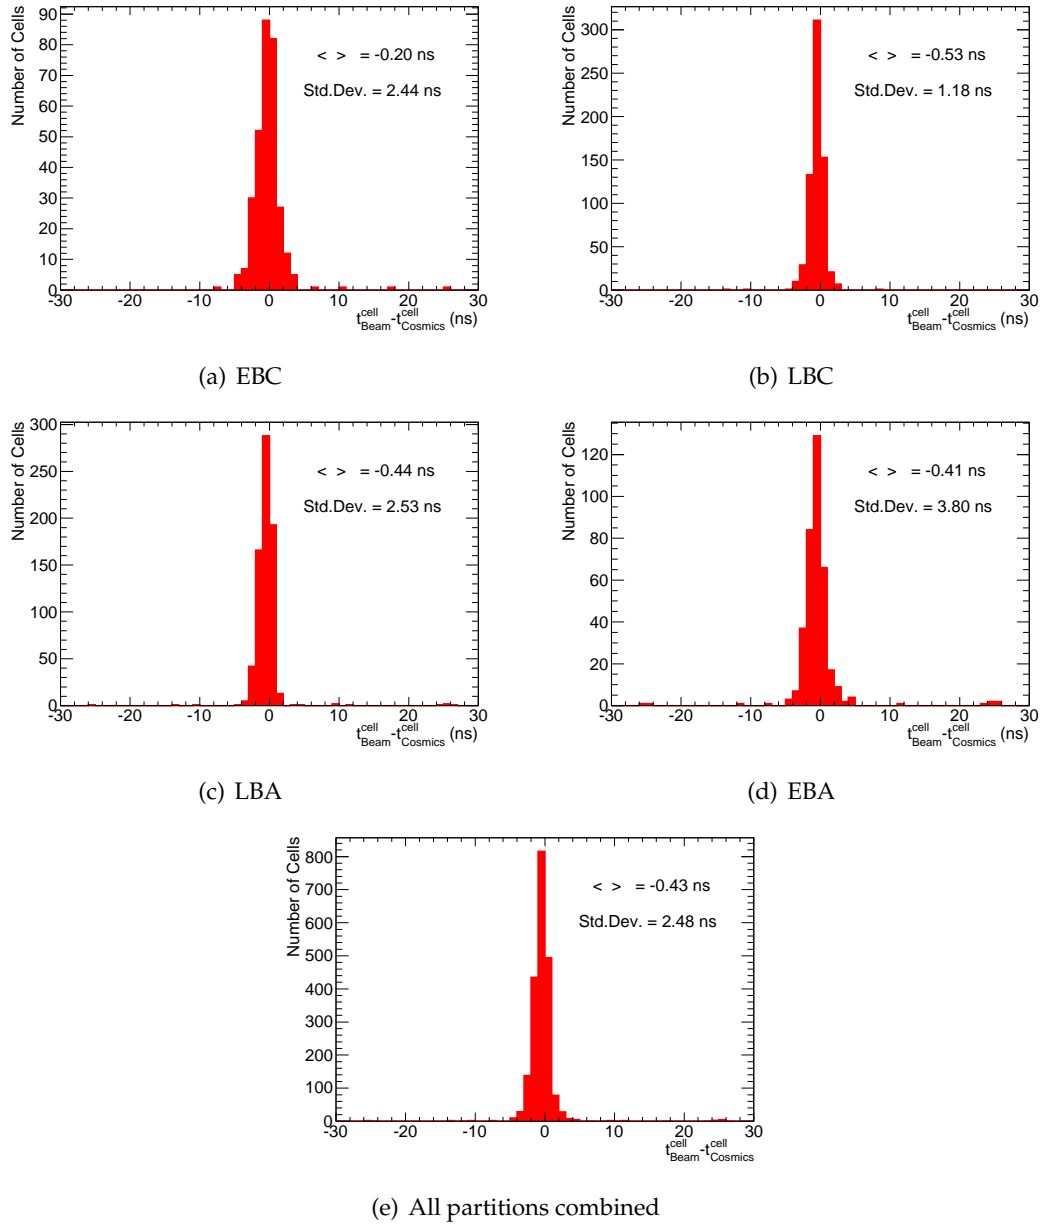 Number of Cells
90
80
70
60
50
40
30
20
10
0
-30 -20 -10 0 10 20 30
< > = -0.20 ns
Std.Dev. = 2.44 ns
t^cell_Beam-t^cell_Cosmics (ns)
(a) EBC
Number of Cells
300
250
200
150
100
50
0
-30 -20 -10 0 10 20 30
< > = -0.53 ns
Std.Dev. = 1.18 ns
t^cell_Beam-t^cell_Cosmics (ns)
(b) LBC
Number of Cells
300
250
200
150
100
50
0
-30 -20 -10 0 10 20 30
< > = -0.44 ns
Std.Dev. = 2.53 ns
t^cell_Beam-t^cell_Cosmics (ns)
(c) LBA
Number of Cells
120
100
80
60
40
20
0
-30 -20 -10 0 10 20 30
< > = -0.41 ns
Std.Dev. = 3.80 ns
t^cell_Beam-t^cell_Cosmics (ns)
(d) EBA
Number of Cells
800
700
600
500
400
300
200
100
0
-30 -20 -10 0 10 20 30
< > = -0.43 ns
Std.Dev. = 2.48 ns
t^cell_Beam-t^cell_Cosmics
(e) All partitions combined